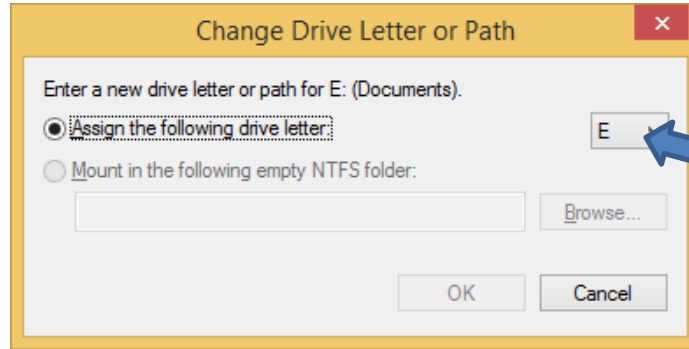 Change Drive Letter or Path
Enter a new drive letter or path for E: (Documents).
Assign the following drive letter:
E
Mount in the following empty NTFS folder:
Browse...
OK
Cancel